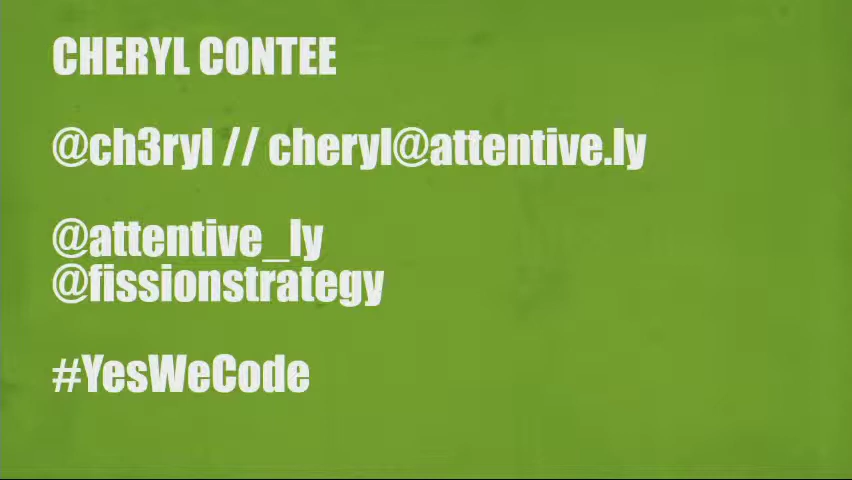 CHERYL CONTEE
@ch3ryl // cheryl@attentive.ly
@attentive_ly
@fissionstrategy
#YesWeCode